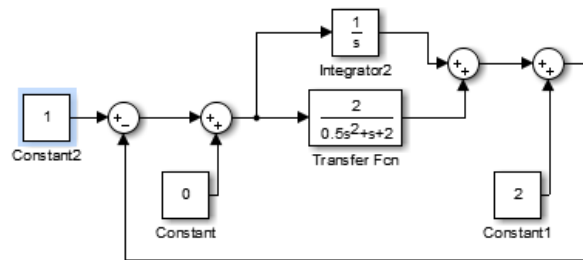 1
s
Integrator2
1
Constant2
2
0.5s²+s+2
Transfer Fcn
0
Constant
2
Constant1